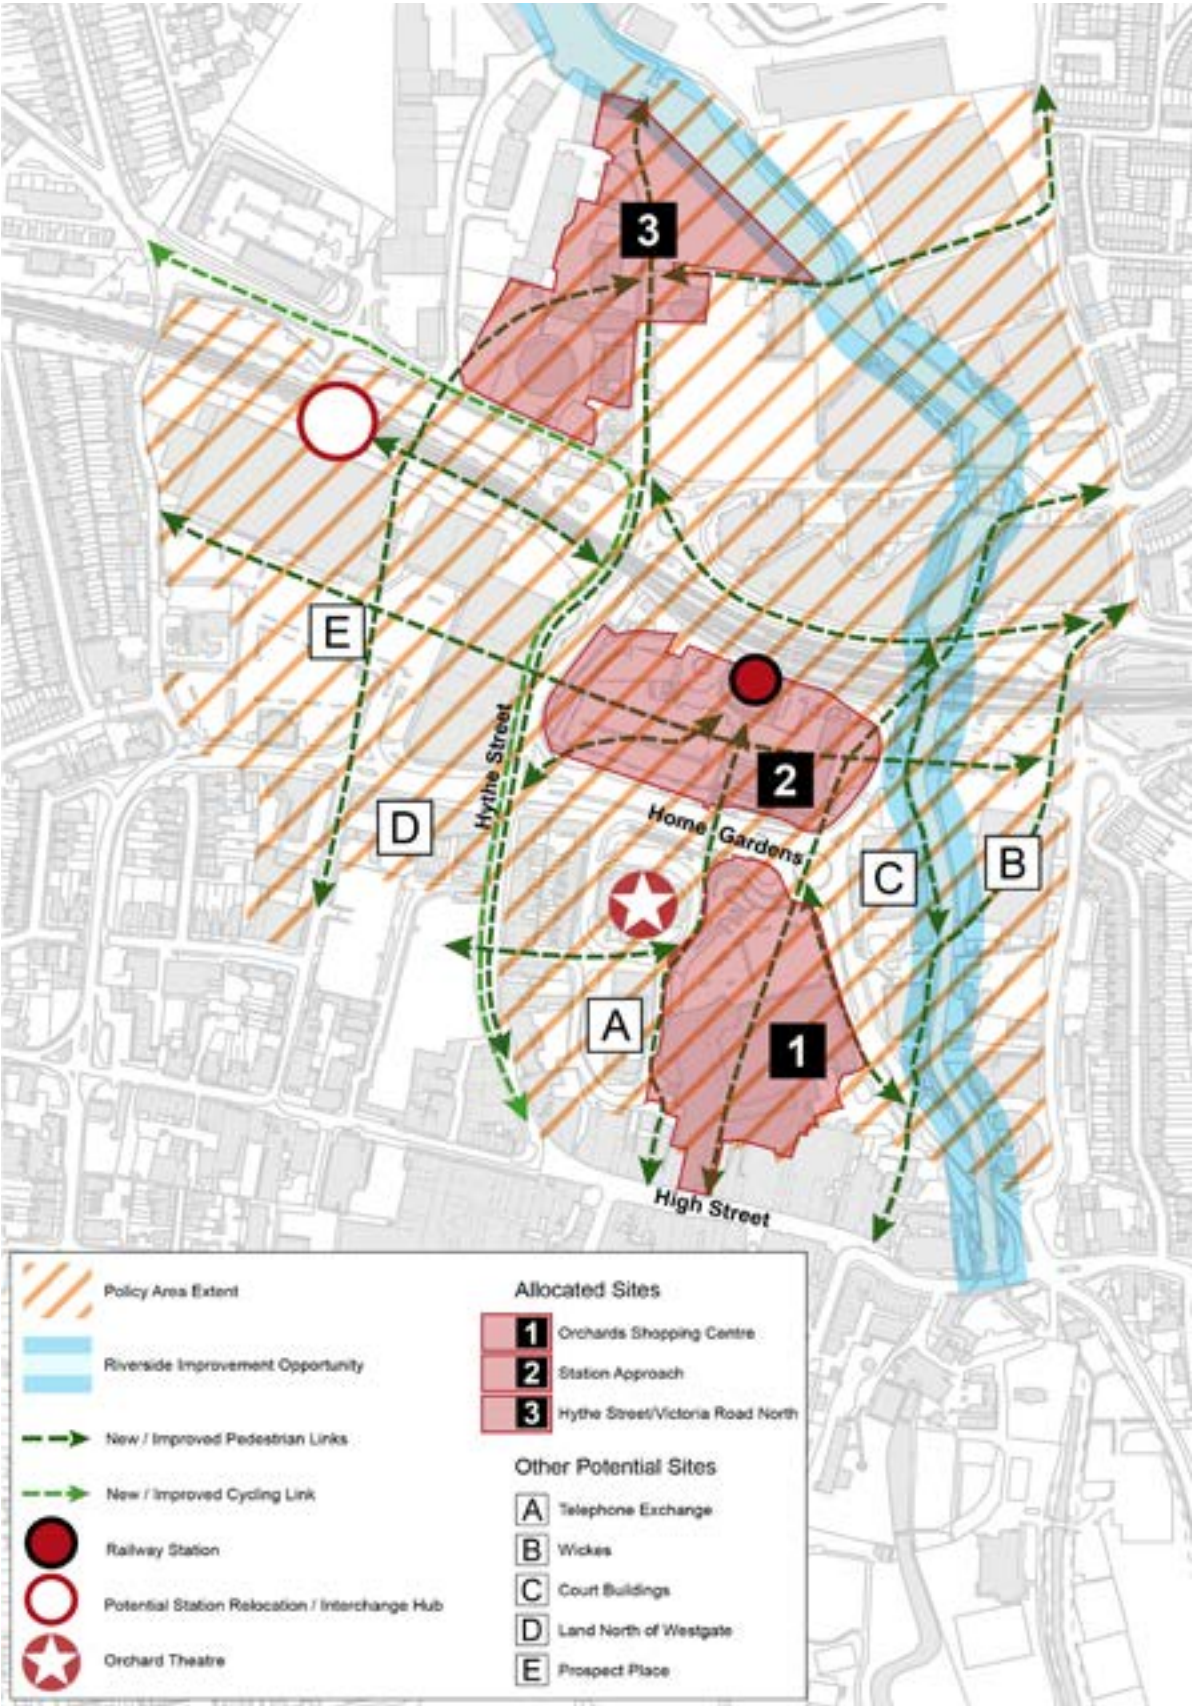 3
E
Hythe Street
2
D
Home Gardens
C
B
A
1
High Street
Policy Area Extent
Riverside Improvement Opportunity
New / Improved Pedestrian Links
New / Improved Cycling Link
Railway Station
Potential Station Relocation / Interchange Hub
Orchard Theatre
Allocated Sites
1 Orchards Shopping Centre
2 Station Approach
3 Hythe Street/Victoria Road North
Other Potential Sites
A Telephone Exchange
B Wickes
C Court Buildings
D Land North of Westgate
E Prospect Place